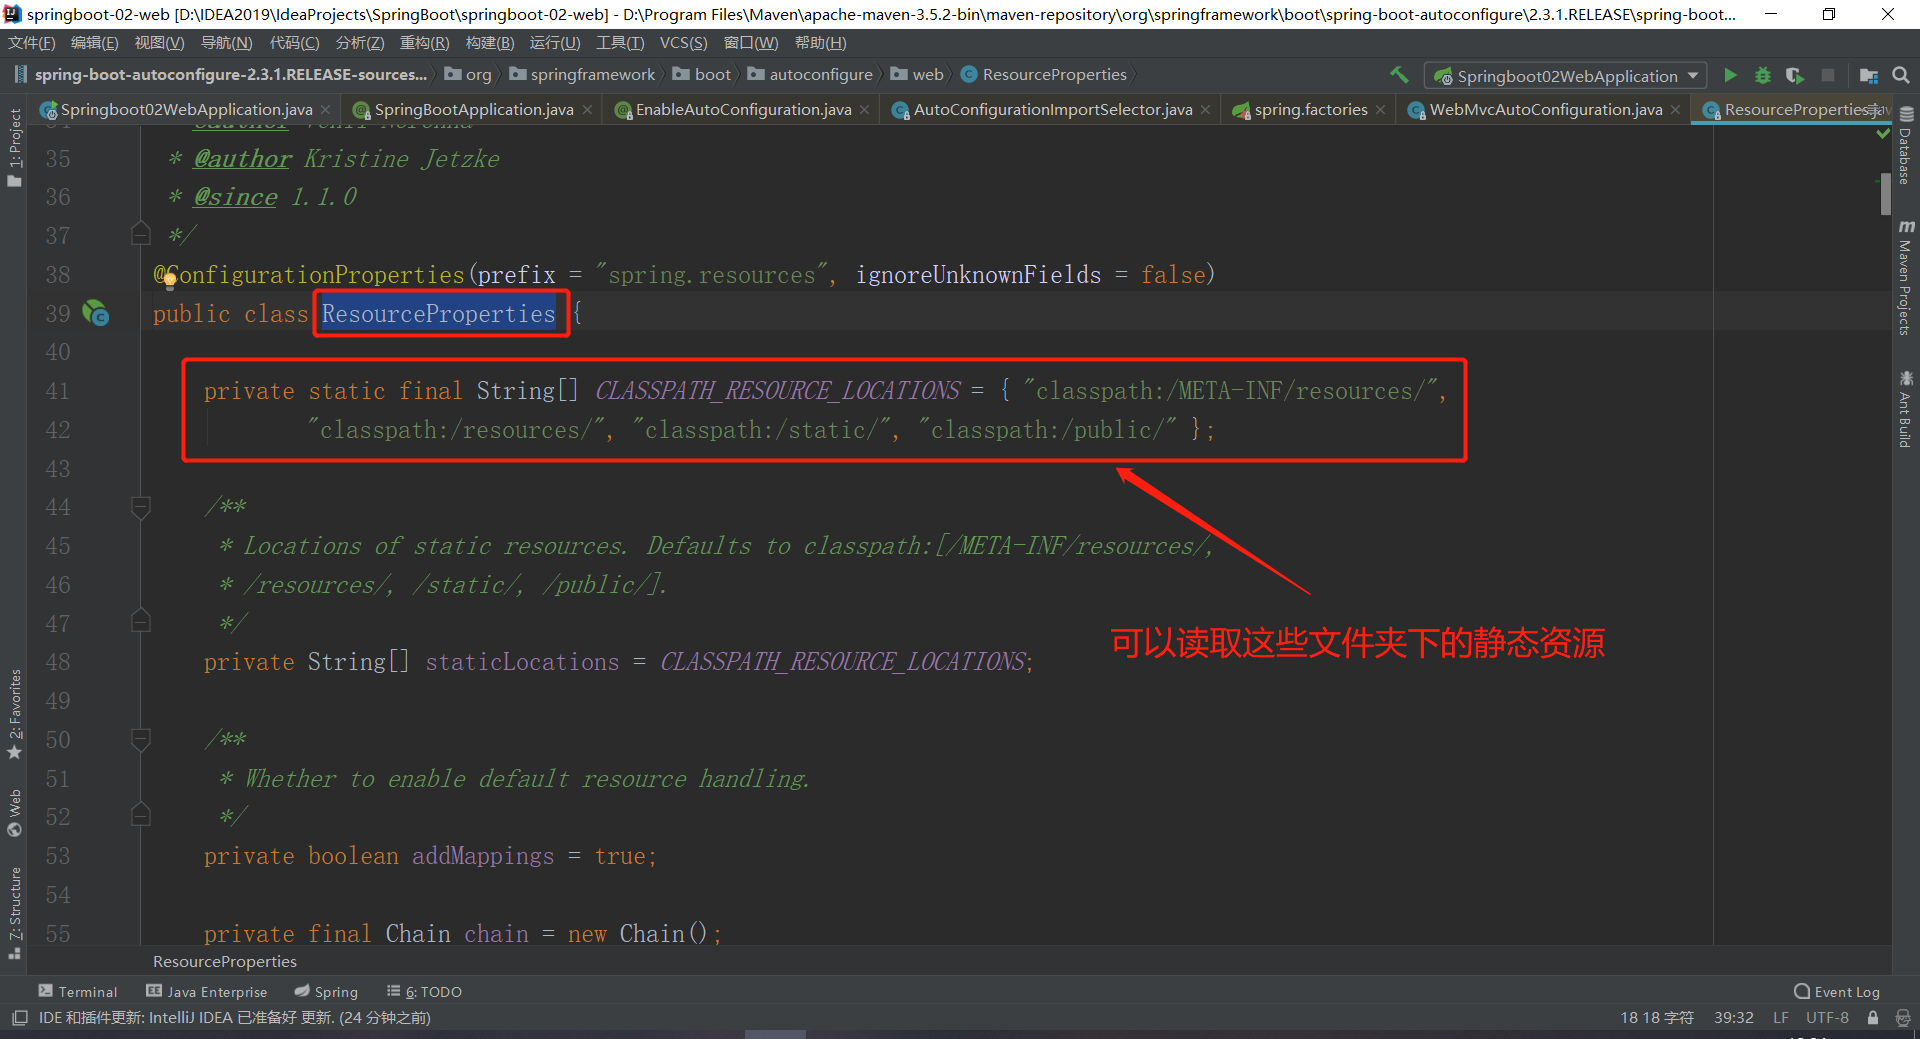 springboot-02-web [D:\IDEA2019\IdeaProjects\SpringBoot\springboot-02-web] - D:\Program Files\Maven\apache-maven-3.5.2-bin\maven-repository\org\springframework\boot\spring-boot-autoconfigure\2.3.1.RELEASE\spring-boot...
文件(F) 编辑(E) 视图(V) 导航(N) 代码(C) 分析(Z) 重构(R) 构建(B) 运行(U) 工具(T) VCS(S) 窗口(W) 帮助(H)
spring-boot-autoconfigure-2.3.1.RELEASE-sources... org springframework boot autoconfigure web ResourceProperties Springboot02WebApplication
Springboot02WebApplication.java SpringBootApplication.java EnableAutoConfiguration.java AutoConfigurationImportSelector.java spring.factories WebMvcAutoConfiguration.java ResourceProperties
35 * @author Kristine Jetzke
36 * @since 1.1.0
37 */
38 @ConfigurationProperties(prefix = "spring.resources", ignoreUnknownFields = false)
39 public class ResourceProperties {
40
41 private static final String[] CLASSPATH_RESOURCE_LOCATIONS = { "classpath:/META-INF/resources/",
42 "classpath:/resources/", "classpath:/static/", "classpath:/public/" };
43
44 /**
45 * Locations of static resources. Defaults to classpath:[/META-INF/resources/,
46 * /resources/, /static/, /public/].
47 */
可以读取这些文件夹下的静态资源
48 private String[] staticLocations = CLASSPATH_RESOURCE_LOCATIONS;
49
50 /**
51 * Whether to enable default resource handling.
52 */
53 private boolean addMappings = true;
54
55 private final Chain chain = new Chain();
ResourceProperties
1: Project
2: Favorites
Web
Z: Structure
Database
Maven Projects
Ant Build
Terminal Java Enterprise Spring 6: TODO Event Log
IDE 和插件更新: IntelliJ IDEA 已准备好 更新. (24 分钟之前) 18 18 字符 39:32 LF UTF-8